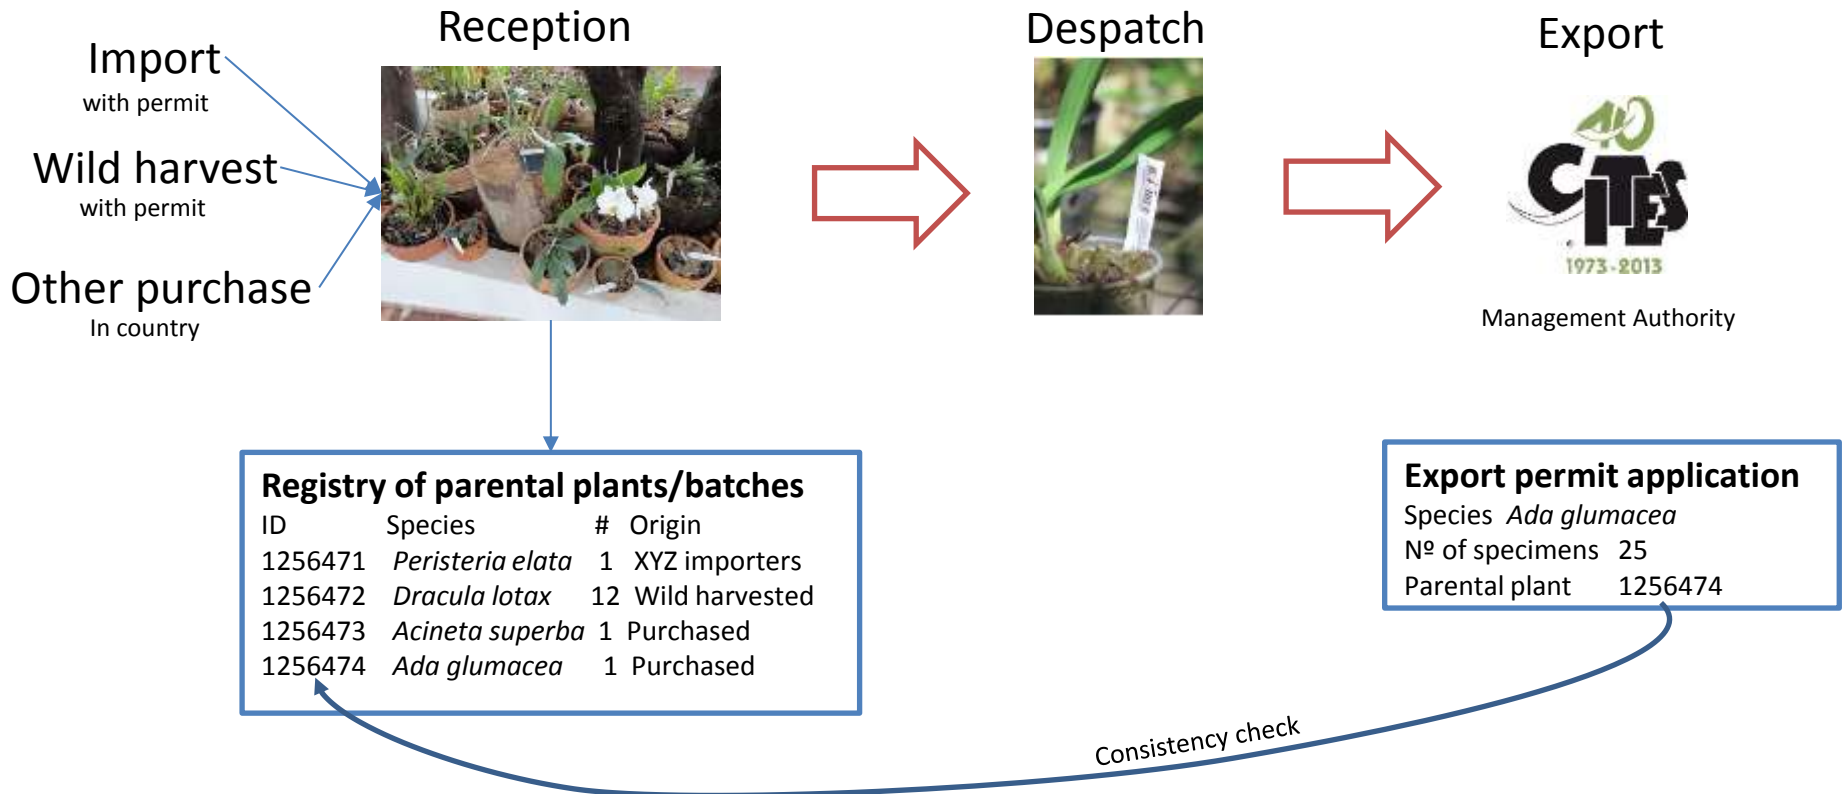 Reception
Despatch
Export
Import
with permit
Wild harvest
with permit
Other purchase
In country
40
CITES
1973-2013
Management Authority
Registry of parental plants/batches
ID Species # Origin
1256471 Peristeria elata 1 XYZ importers
1256472 Dracula lotax 12 Wild harvested
1256473 Acineta superba 1 Purchased
1256474 Ada glumacea 1 Purchased
Export permit application
Species Ada glumacea
Nº of specimens 25
Parental plant 1256474
Consistency check